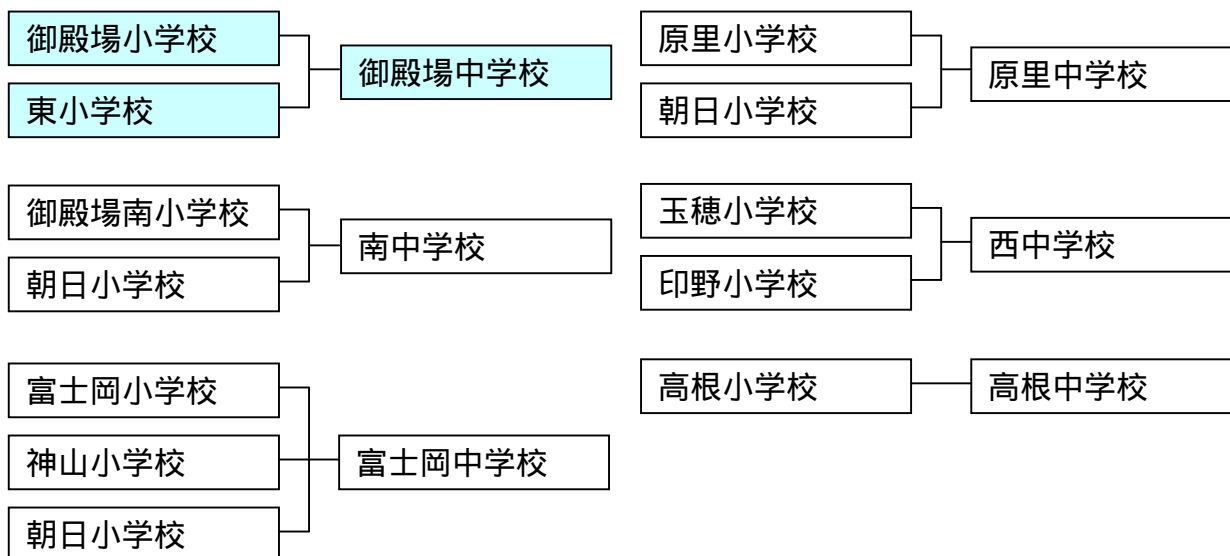 御殿場小学校
東小学校
御殿場中学校
原里小学校
朝日小学校
原里中学校
御殿場南小学校
朝日小学校
南中学校
玉穂小学校
印野小学校
西中学校
富士岡小学校
神山小学校
朝日小学校
富士岡中学校
高根小学校
高根中学校